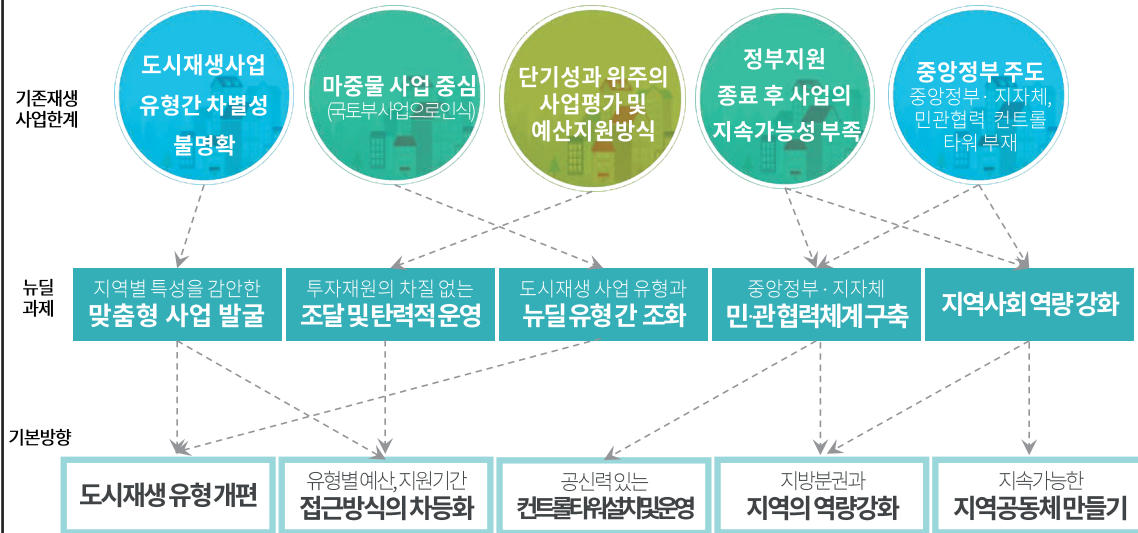 기존재생
사업한계
도시재생사업
유형간 차별성
불명확
마중물 사업 중심
(국토부사업으로인식)
단기성과 위주의
사업평가 및
예산지원방식
정부지원
종료 후 사업의
지속가능성 부족
중앙정부 주도
중앙정부· 지자체,
민관협력 컨트롤
타워 부재
뉴딜
과제
지역별 특성을 감안한
맞춤형 사업 발굴
투자재원의 차질 없는
조달 및 탄력적 운영
도시재생 사업 유형과
뉴딜 유형 간 조화
중앙정부 · 지자체
민·관 협력체계 구축
지역사회 역량 강화
기본방향
도시재생 유형 개편
유형별 예산, 지원기간
접근방식의 차등화
공신력 있는
컨트롤타워 설치 및 운영
지방분권과
지역의 역량강화
지속가능한
지역공동체 만들기